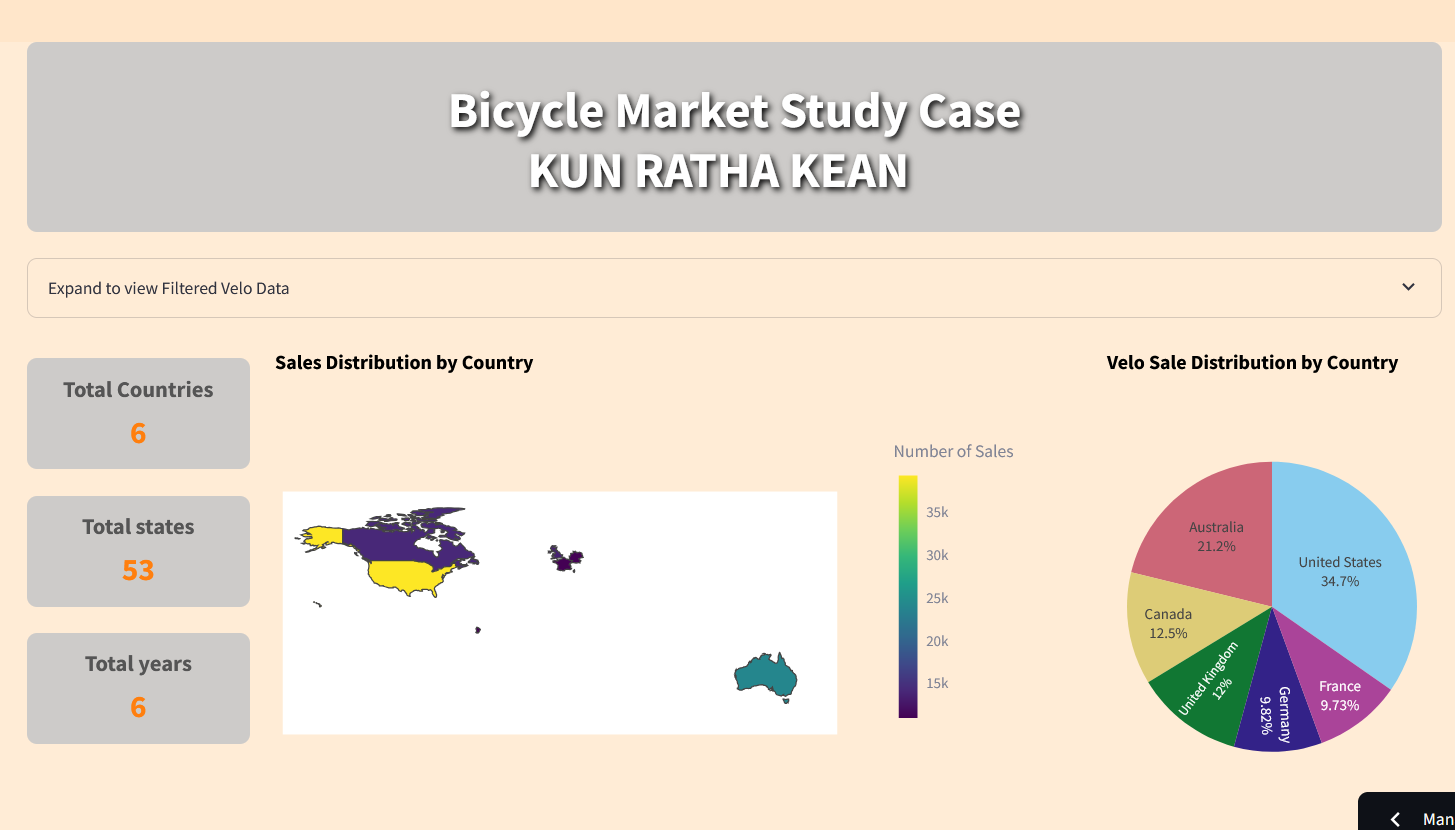 Bicycle Market Study Case
KUN RATHA KEAN
Expand to view Filtered Velo Data
Total Countries
6
Total states
53
Total years
6
Sales Distribution by Country
Number of Sales
35k
30k
25k
20k
15k
Velo Sale Distribution by Country
United States
34.7%
Australia
21.2%
Canada
12.5%
United Kingdom
12%
Germany
9.82%
France
9.73%